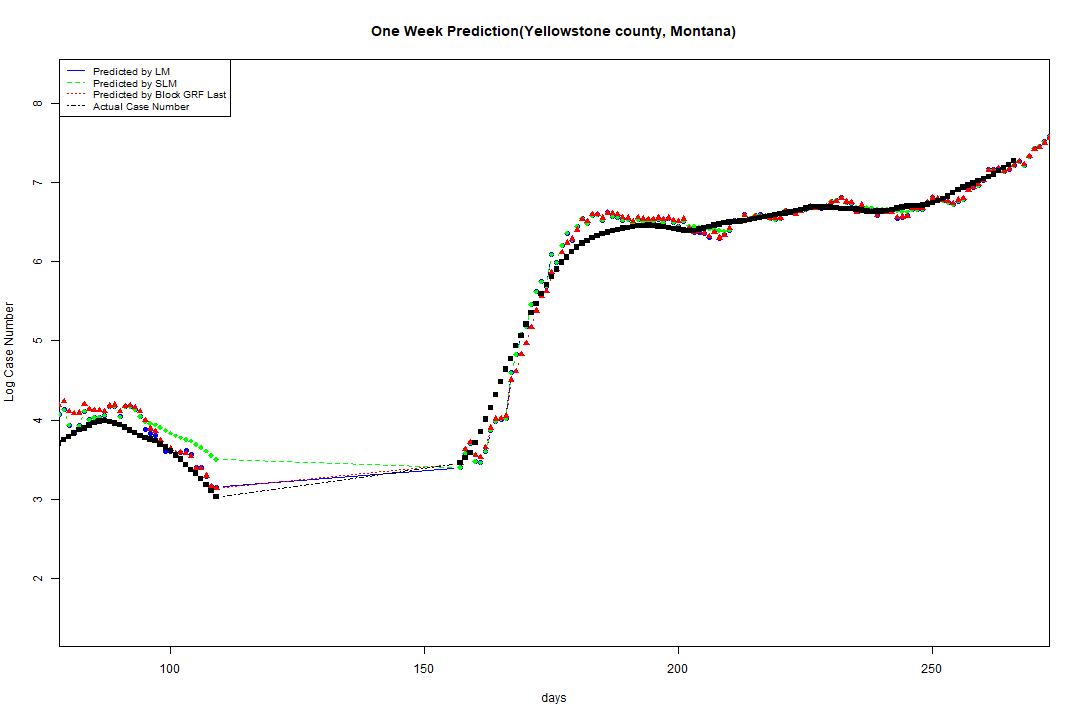 One Week Prediction(Yellowstone county, Montana)
Predicted by LM
Predicted by SLM
Predicted by Block GRF Last
Actual Case Number
8
7
6
5
4
3
2
Log Case Number
100
150
200
250
days